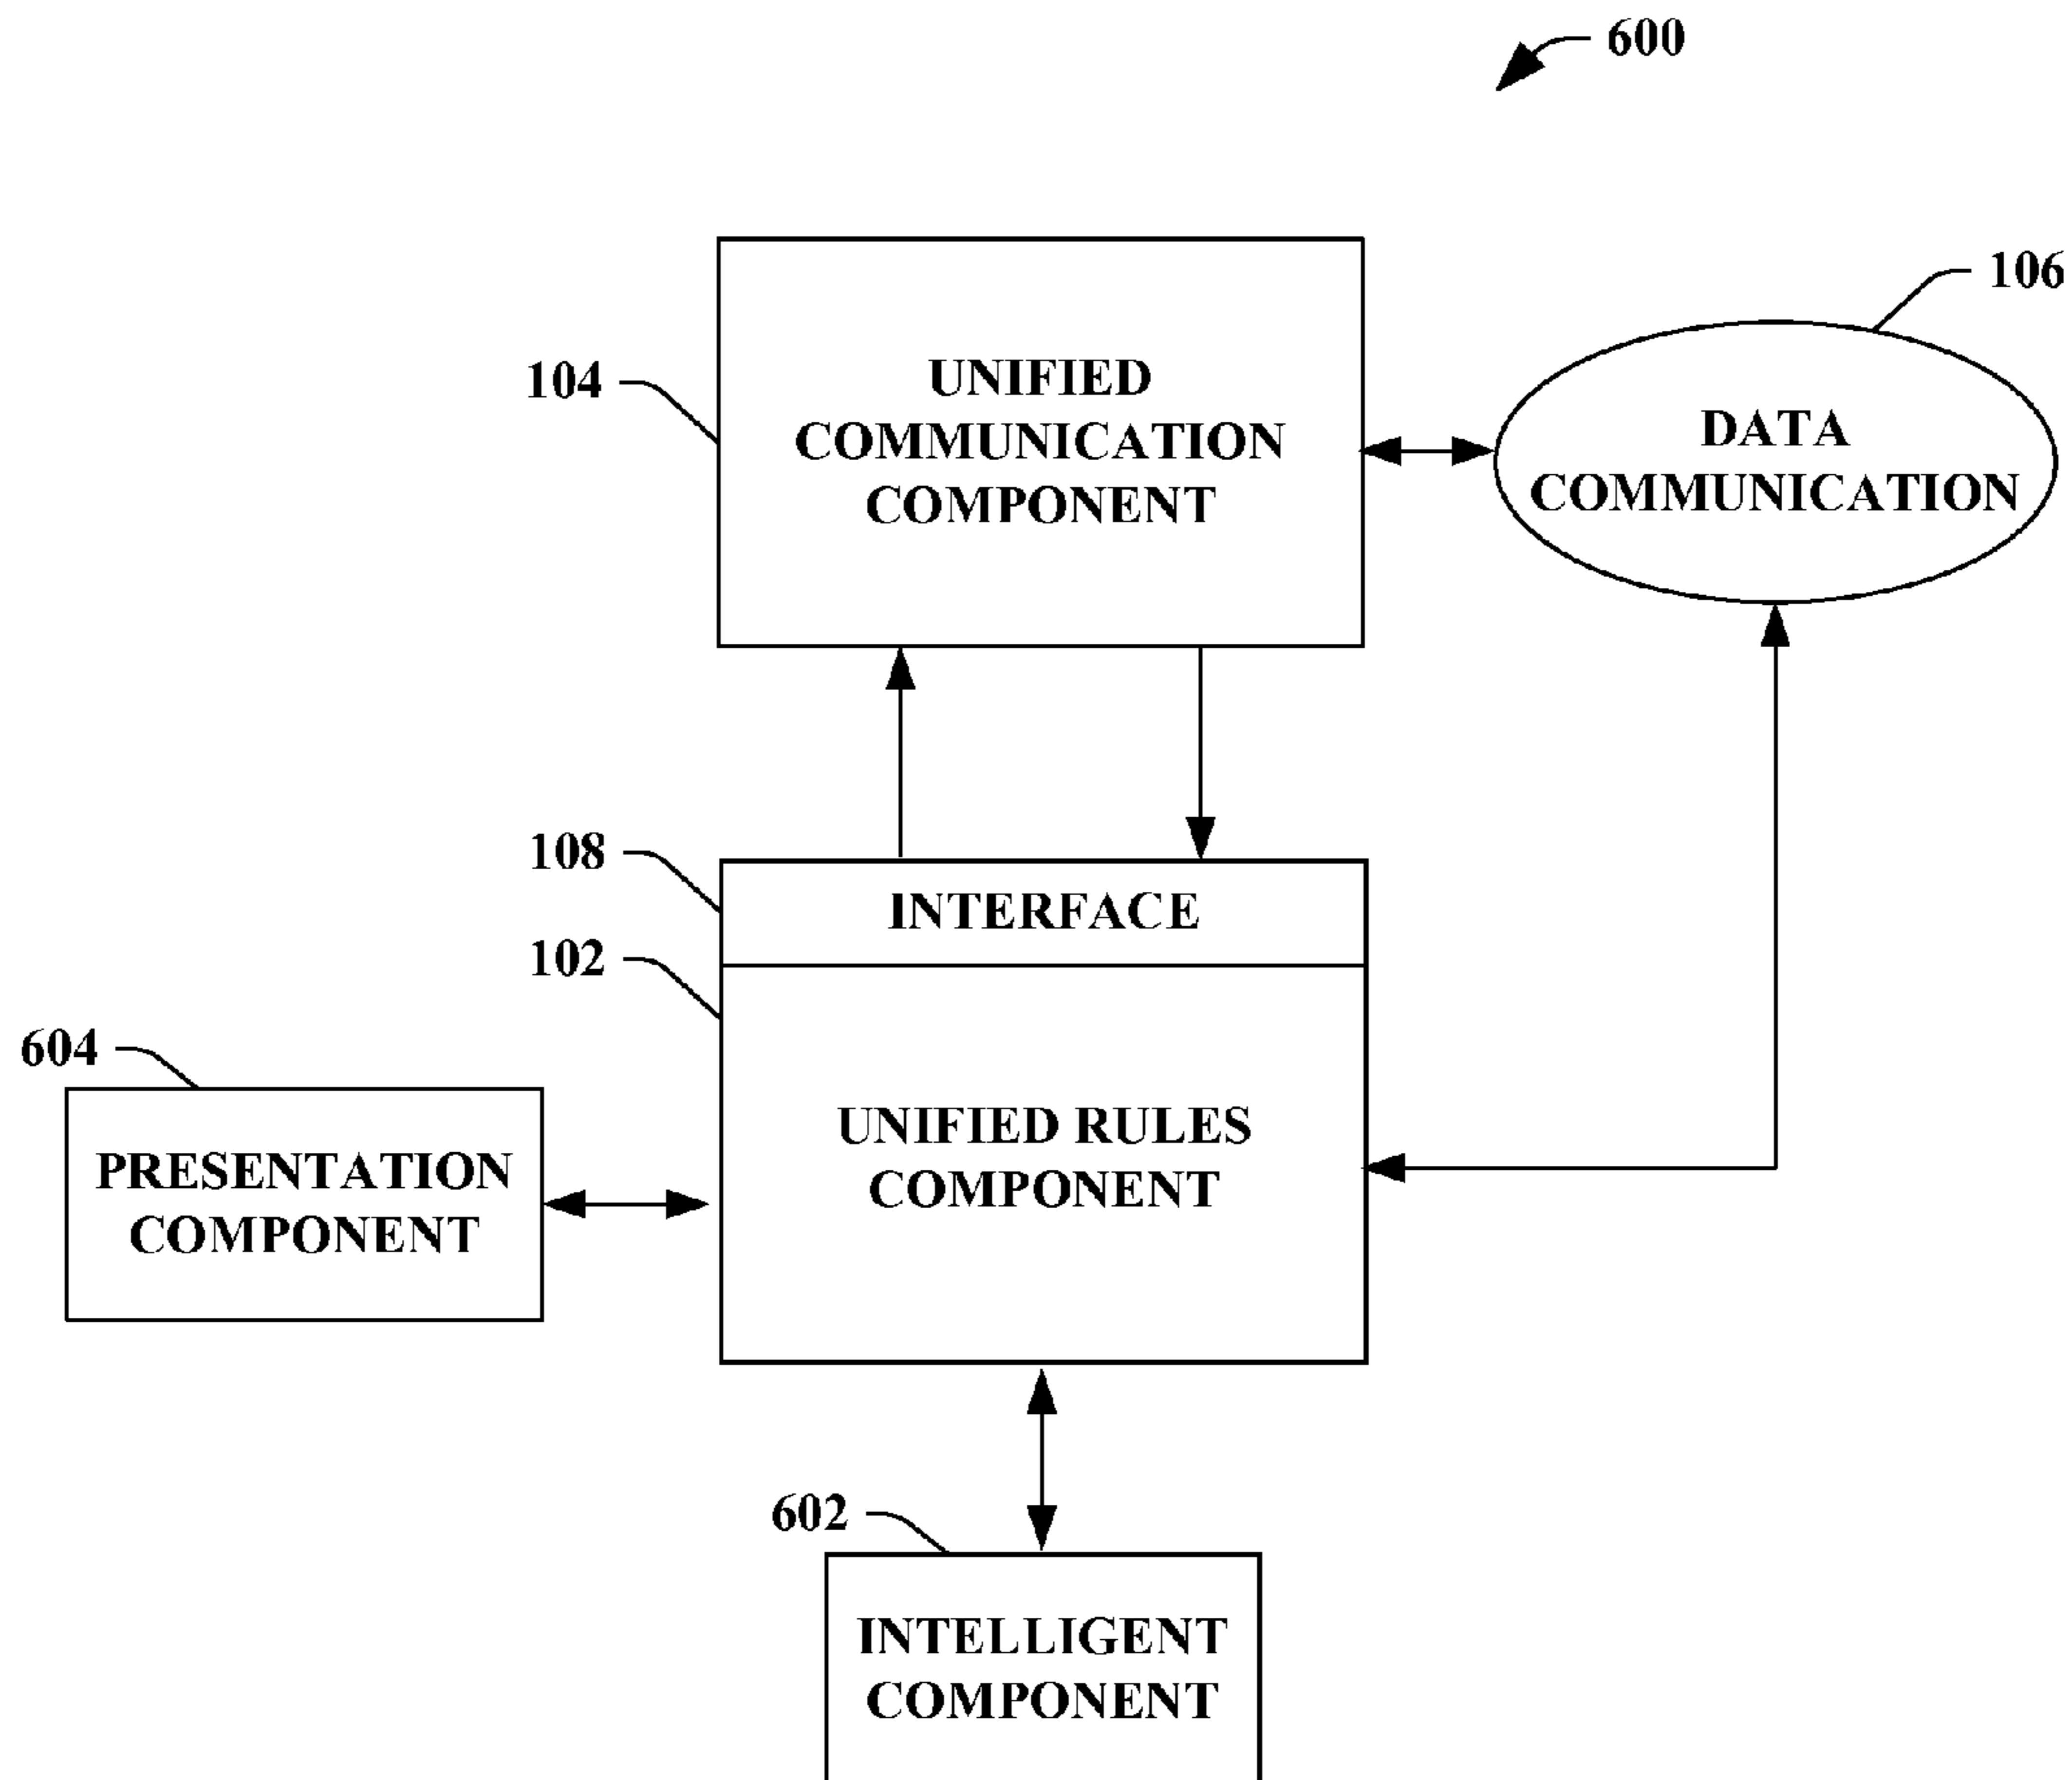 600
106
104
UNIFIED
COMMUNICATION
COMPONENT
DATA
COMMUNICATION
108
INTERFACE
102
604
UNIFIED RULES
COMPONENT
PRESENTATION
COMPONENT
602
INTELLIGENT
COMPONENT